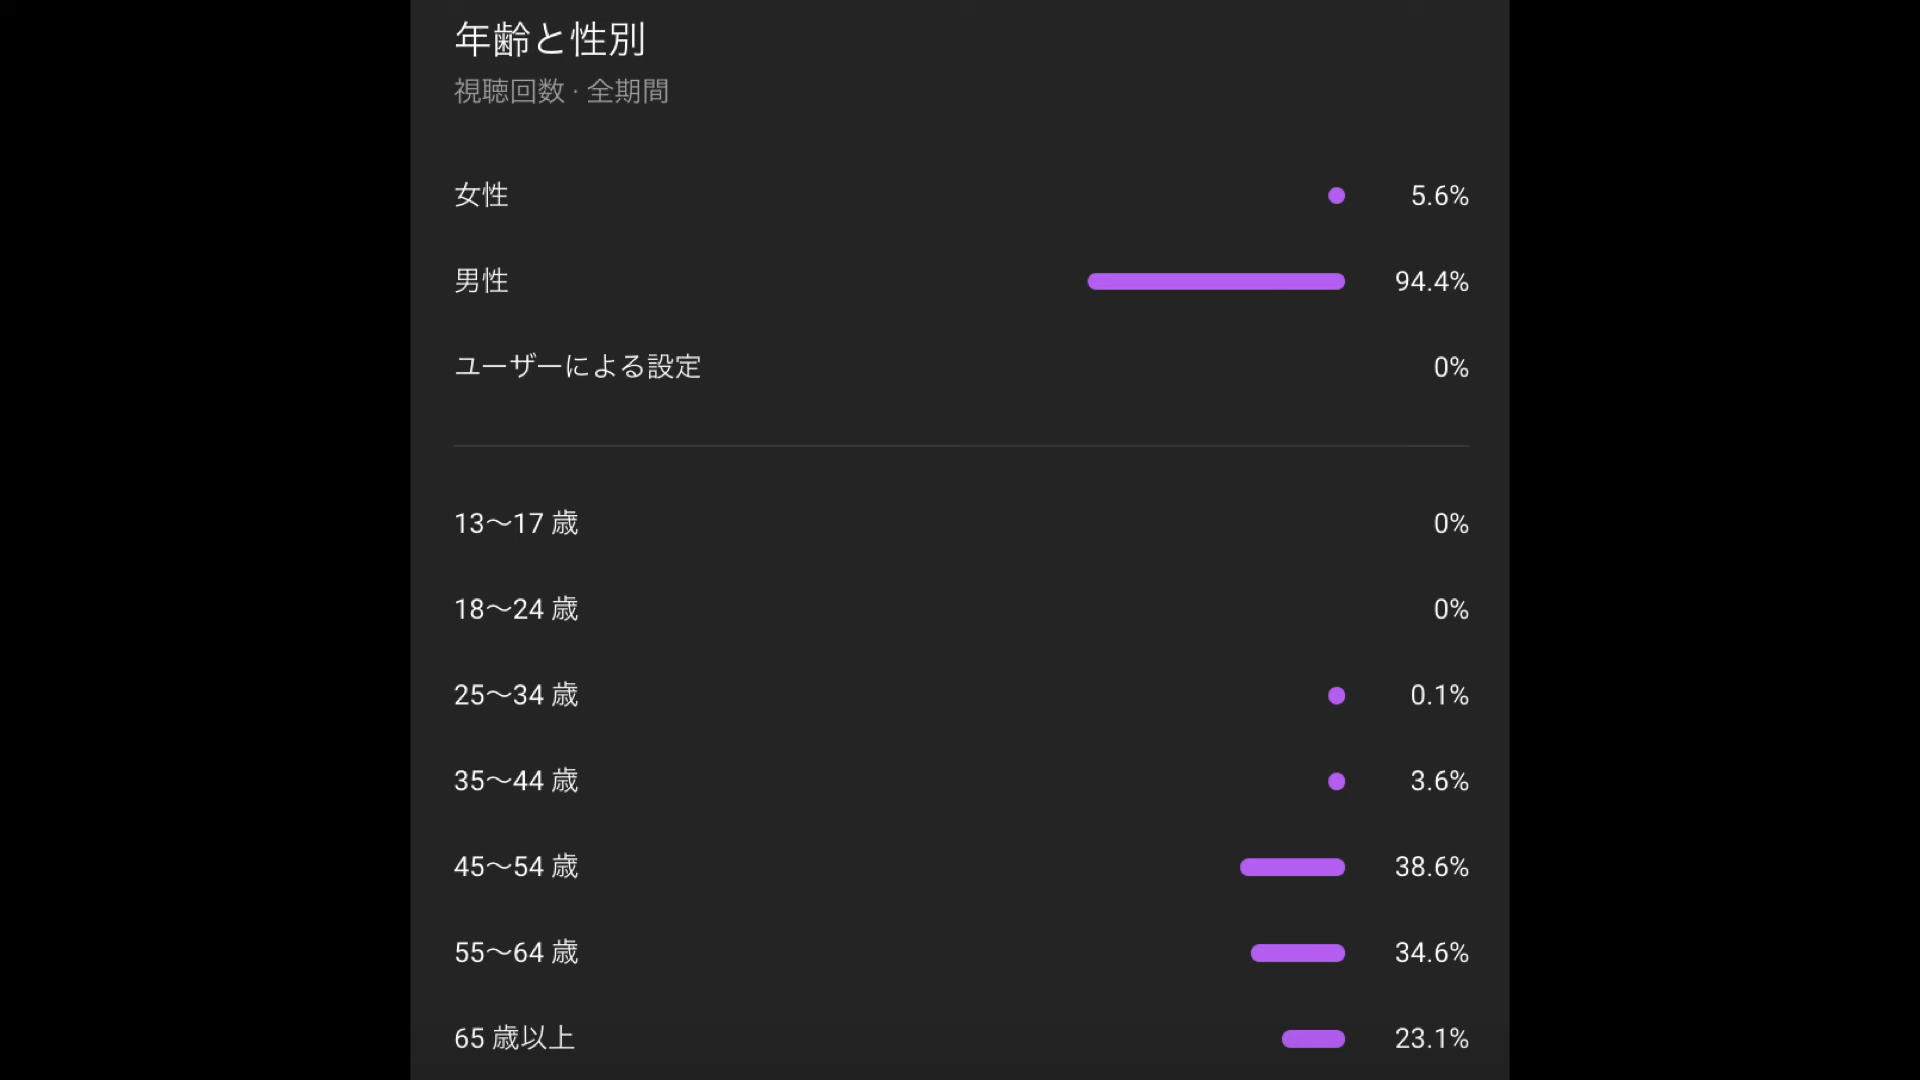 年齢と性別
視聴回数 · 全期間
女性 5.6%
男性 94.4%
ユーザーによる設定 0%
13～17 歳 0%
18～24 歳 0%
25～34 歳 0.1%
35～44 歳 3.6%
45～54 歳 38.6%
55～64 歳 34.6%
65 歳以上 23.1%